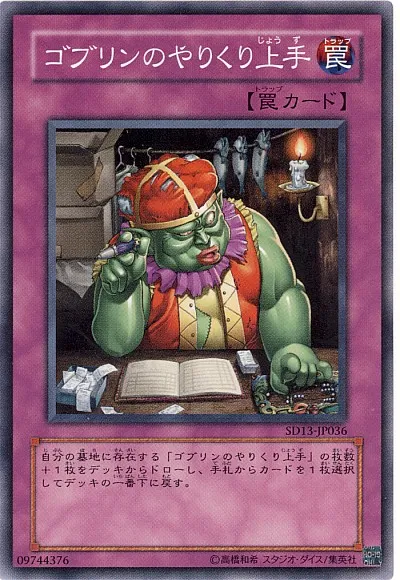 ゴブリンのやりくり上手 罠
【罠カード】
SD13-JP036
自分の墓地に存在する「ゴブリンのやりくり上手」の枚数
+1枚をデッキからドローし、手札からカードを1枚選択
してデッキの一番下に戻す。
09744376
©高橋和希 スタジオ・ダイス/集英社